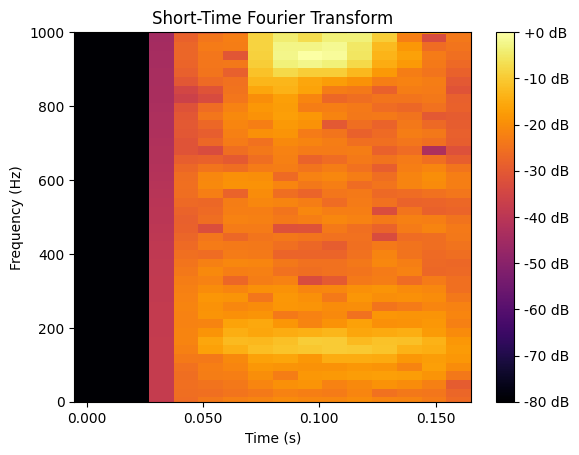 Short-Time Fourier Transform
1000
800
600
400
200
0
Frequency (Hz)
0.000
0.050
0.100
0.150
Time (s)
+0 dB
-10 dB
-20 dB
-30 dB
-40 dB
-50 dB
-60 dB
-70 dB
-80 dB